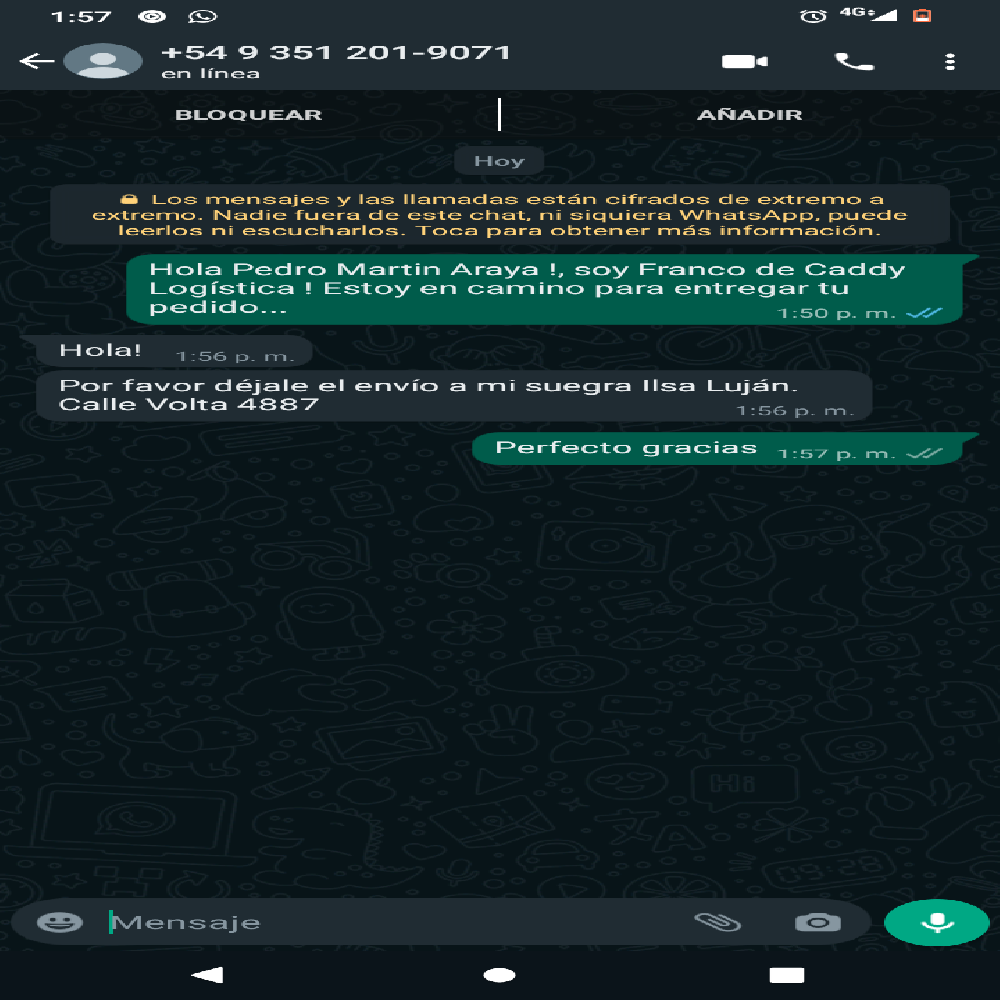 1:57
4G
+54 9 351 201-9071
en línea
BLOQUEAR
AÑADIR
Hoy
Los mensajes y las llamadas están cifrados de extremo a
extremo. Nadie fuera de este chat, ni siquiera WhatsApp, puede
leerlos ni escucharlos. Toca para obtener más información.
Hola Pedro Martin Araya !, soy Franco de Caddy
Logística ! Estoy en camino para entregar tu
pedido...
1:50 p. m.
Hola!
1:56 p. m.
Por favor déjale el envío a mi suegra Ilsa Luján.
Calle Volta 4887
1:56 p. m.
Perfecto gracias
1:57 p. m.
Hi
09:28
Mensaje